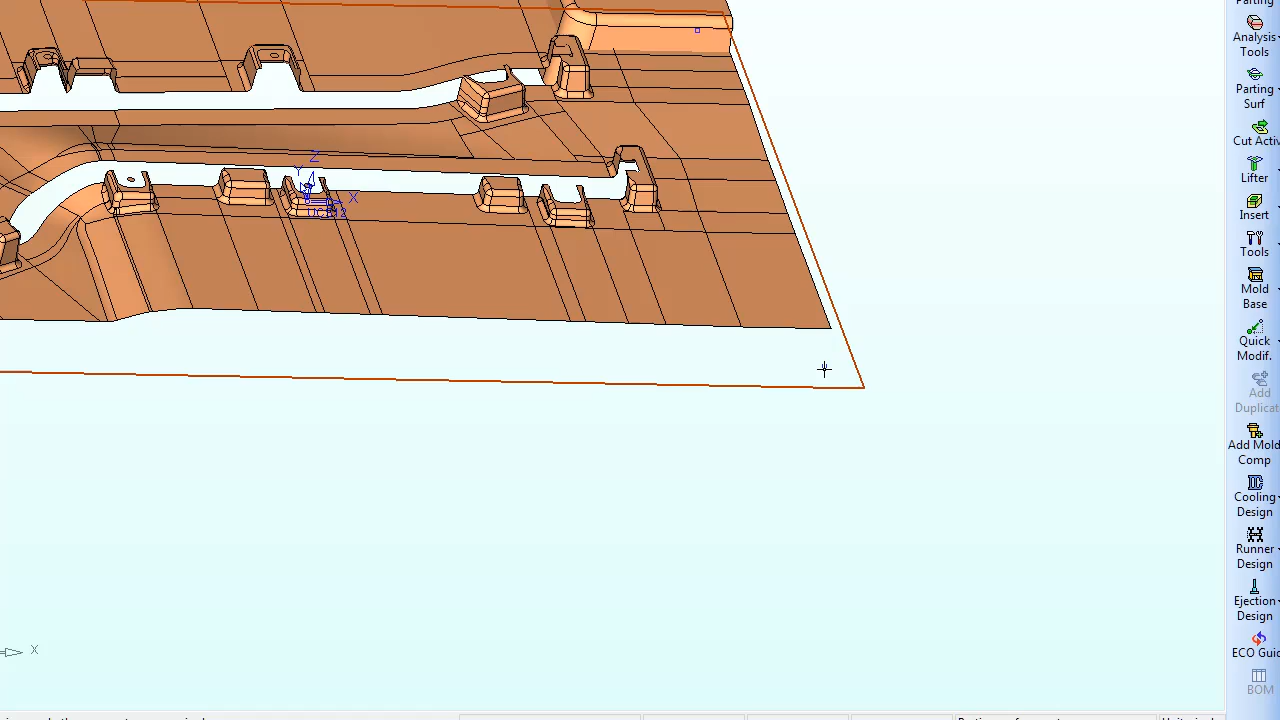 Parting
Analysis
Tools
Parting
Surf
Cut Activ
Lifter
Insert
Tools
Mold
Base
Quick
Modif.
Add
Duplicat
Add Mold
Comp
Cooling
Design
Runner
Design
Ejection
Design
ECO Guid
BOM
Z
Y
X
X